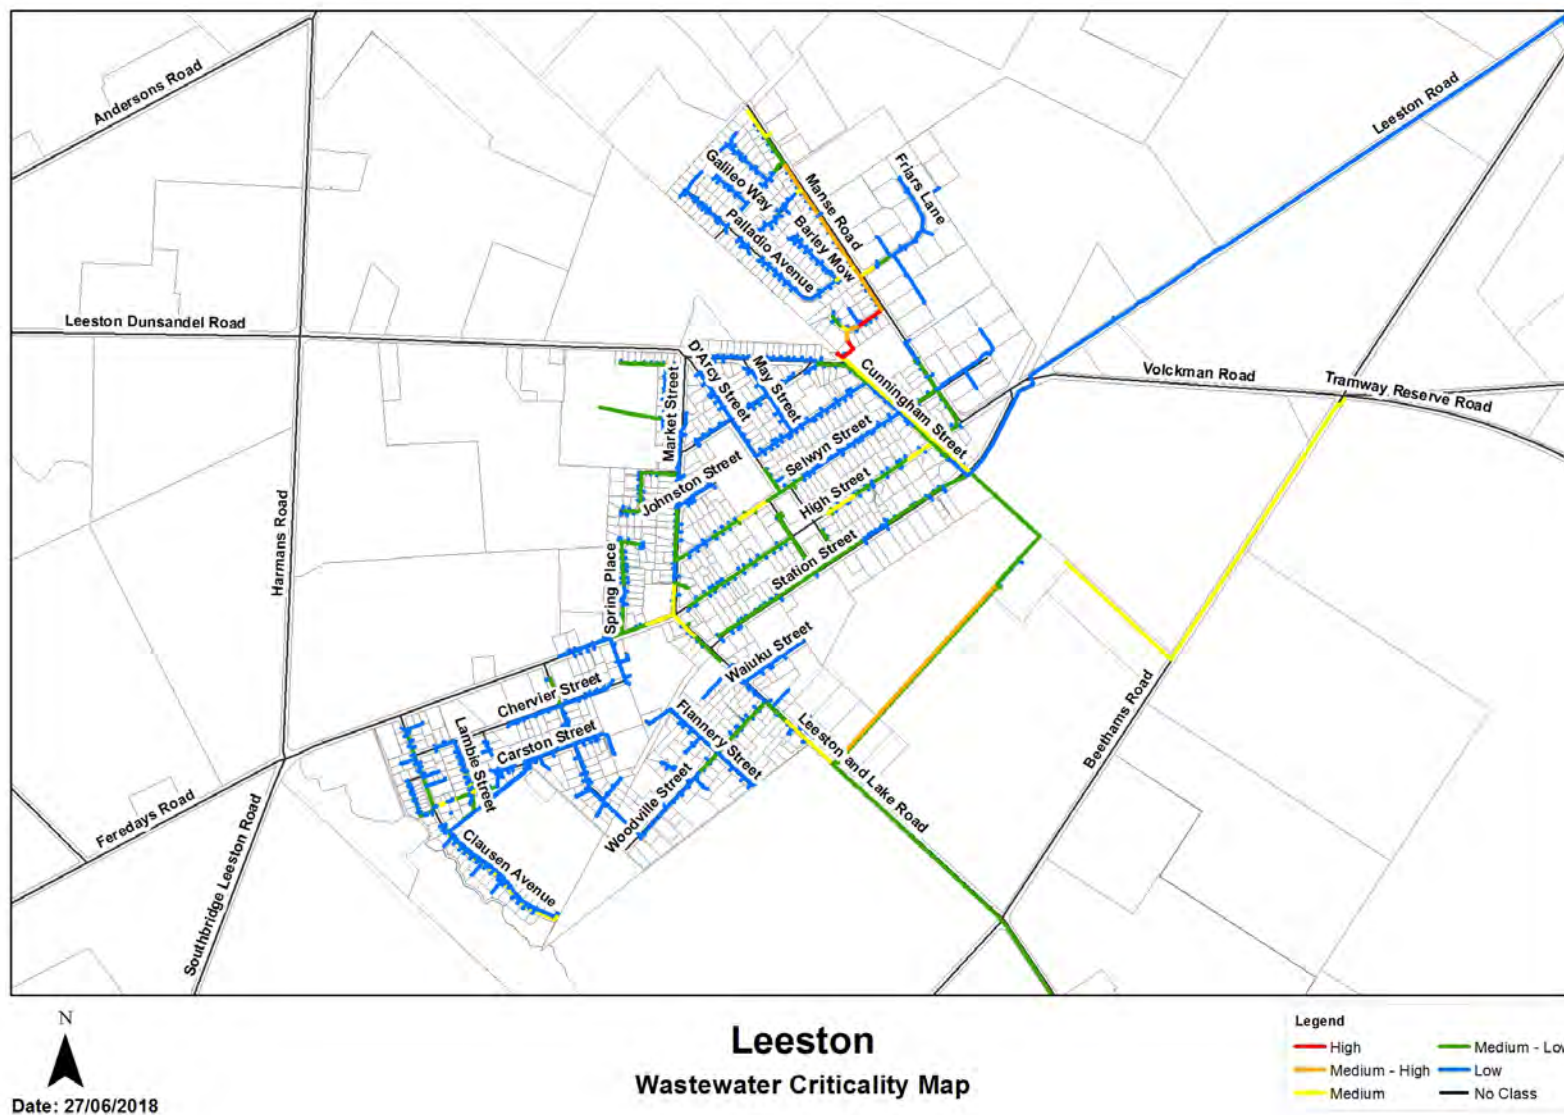 Andersons Road
Leeston Road
Galileo Way
Manse Road
Friars Lane
Palladio Avenue
Barley Mow
Leeston Dunsandel Road
D'Arcy Street
May Street
Cunningham Street
Volckman Road
Tramway Reserve Road
Market Street
Selwyn Street
Johnston Street
High Street
Harmans Road
Station Street
Spring Place
Waiuku Street
Chervier Street
Flannery Street
Leeston and Lake Road
Beethams Road
Lambie Street
Carston Street
Woodville Street
Feredays Road
Clausen Avenue
Southbridge Leeston Road
N
Date: 27/06/2018
Leeston
Wastewater Criticality Map
Legend
High
Medium - High
Medium
Medium - Low
Low
No Class